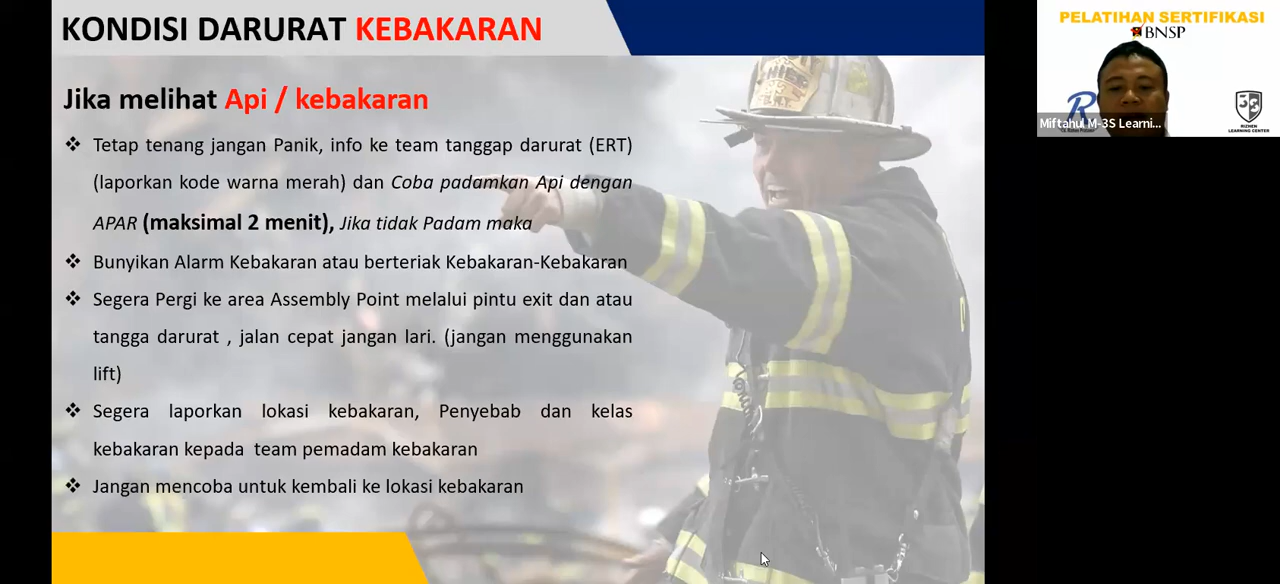 KONDISI DARURAT KEBAKARAN
Jika melihat Api / kebakaran
❖ Tetap tenang jangan Panik, info ke team tanggap darurat (ERT)
(laporkan kode warna merah) dan Coba padamkan Api dengan
APAR (maksimal 2 menit), Jika tidak Padam maka
❖ Bunyikan Alarm Kebakaran atau berteriak Kebakaran-Kebakaran
❖ Segera Pergi ke area Assembly Point melalui pintu exit dan atau
tangga darurat , jalan cepat jangan lari. (jangan menggunakan
lift)
❖ Segera laporkan lokasi kebakaran, Penyebab dan kelas
kebakaran kepada team pemadam kebakaran
❖ Jangan mencoba untuk kembali ke lokasi kebakaran
PELATIHAN SERTIFIKASI
BNSP
Miftahul M-3S Learni...
LEARNING CENTER